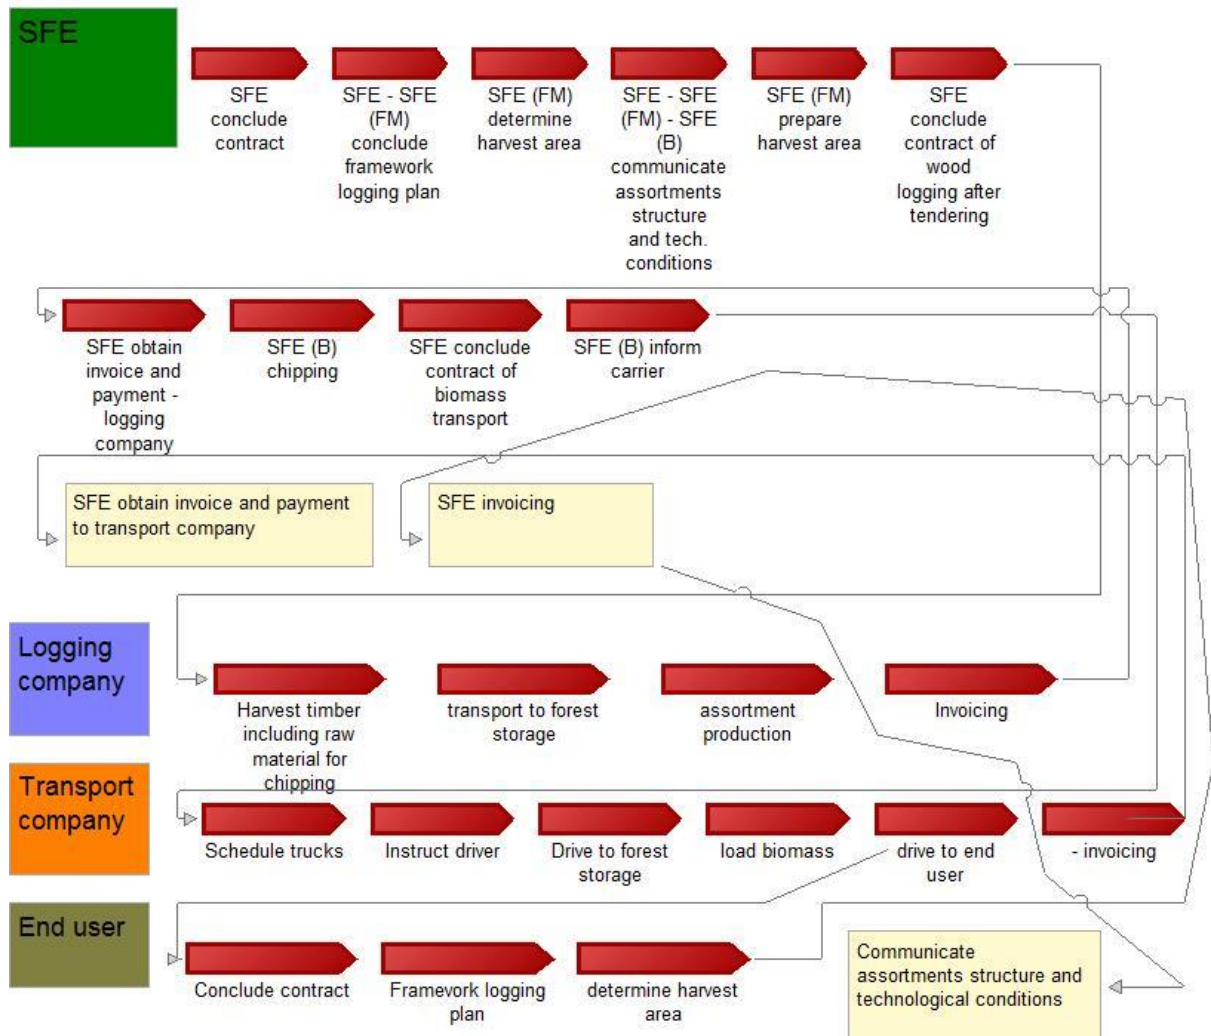 SFE
SFE
conclude
contract
SFE - SFE
(FM)
conclude
framework
logging plan
SFE (FM)
determine
harvest area
SFE - SFE
(FM) - SFE
(B)
communicate
assortments
structure
and tech.
conditions
SFE (FM)
prepare
harvest area
SFE
conclude
contract of
wood
logging after
tendering
SFE obtain
invoice and
payment -
logging
company
SFE (B)
chipping
SFE conclude
contract of
biomass
transport
SFE (B) inform
carrier
SFE obtain invoice and payment
to transport company
SFE invoicing
Logging
company
Harvest timber
including raw
material for
chipping
transport to forest
storage
assortment
production
Invoicing
Transport
company
Schedule trucks
Instruct driver
Drive to forest
storage
load biomass
drive to end
user
- invoicing
End user
Conclude contract
Framevork logging
plan
determine harvest
area
Communicate
assortments structure and
technological conditions